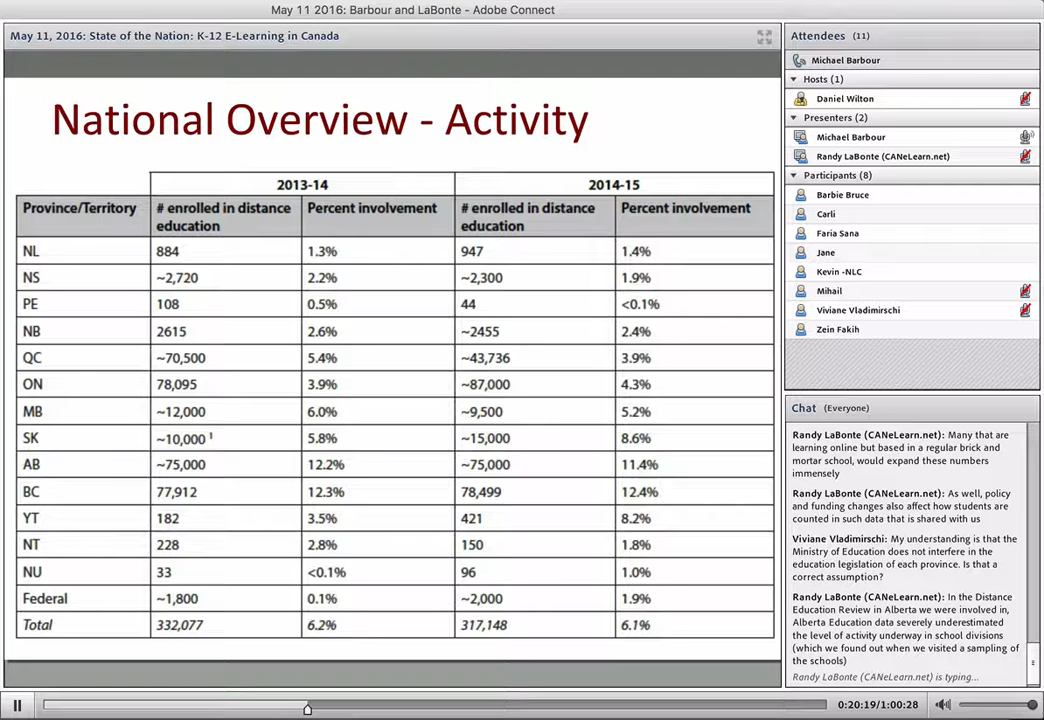 May 11 2016: Barbour and LaBonte - Adobe Connect
May 11, 2016: State of the Nation: K-12 E-Learning in Canada
National Overview - Activity
2013-14 2014-15
Province/Territory # enrolled in distance education Percent involvement # enrolled in distance education Percent involvement
NL 884 1.3% 947 1.4%
NS ~2,720 2.2% ~2,300 1.9%
PE 108 0.5% 44 <0.1%
NB 2615 2.6% ~2455 2.4%
QC ~70,500 5.4% ~43,736 3.9%
ON 78,095 3.9% ~87,000 4.3%
MB ~12,000 6.0% ~9,500 5.2%
SK ~10,000 ¹ 5.8% ~15,000 8.6%
AB ~75,000 12.2% ~75,000 11.4%
BC 77,912 12.3% 78,499 12.4%
YT 182 3.5% 421 8.2%
NT 228 2.8% 150 1.8%
NU 33 <0.1% 96 1.0%
Federal ~1,800 0.1% ~2,000 1.9%
Total 332,077 6.2% 317,148 6.1%
Attendees (11)
Michael Barbour
Hosts (1)
Daniel Wilton
Presenters (2)
Michael Barbour
Randy LaBonte (CANeLearn.net)
Participants (8)
Barbie Bruce
Carli
Faria Sana
Jane
Kevin -NLC
Mihail
Viviane Vladimirschi
Zein Fakih
Chat (Everyone)
Randy LaBonte (CANeLearn.net): Many that are
learning online but based in a regular brick and
mortar school, would expand these numbers
immensely
Randy LaBonte (CANeLearn.net): As well, policy
and funding changes also affect how students are
counted in such data that is shared with us
Viviane Vladimirschi: My understanding is that the
Ministry of Education does not interfere in the
education legislation of each province. Is that a
correct assumption?
Randy LaBonte (CANeLearn.net): In the Distance
Education Review in Alberta we were involved in,
Alberta Education data severely underestimated
the level of activity underway in school divisions
(which we found out when we visited a sampling of
the schools)
Randy LaBonte (CANeLearn.net) is typing...
0:20:19/1:00:28